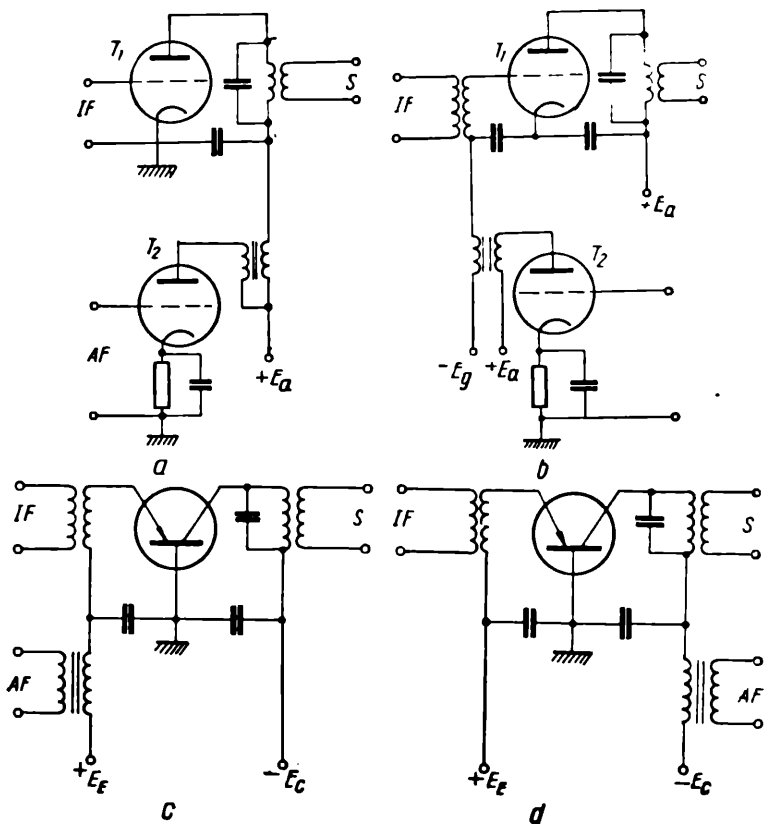 T1
IF
S
T2
AF
+Ea
a
T1
IF
S
+Ea
T2
-Eg
+Ea
b
IF
S
AF
+EE
-EC
c
IF
S
AF
+EE
-EC
d